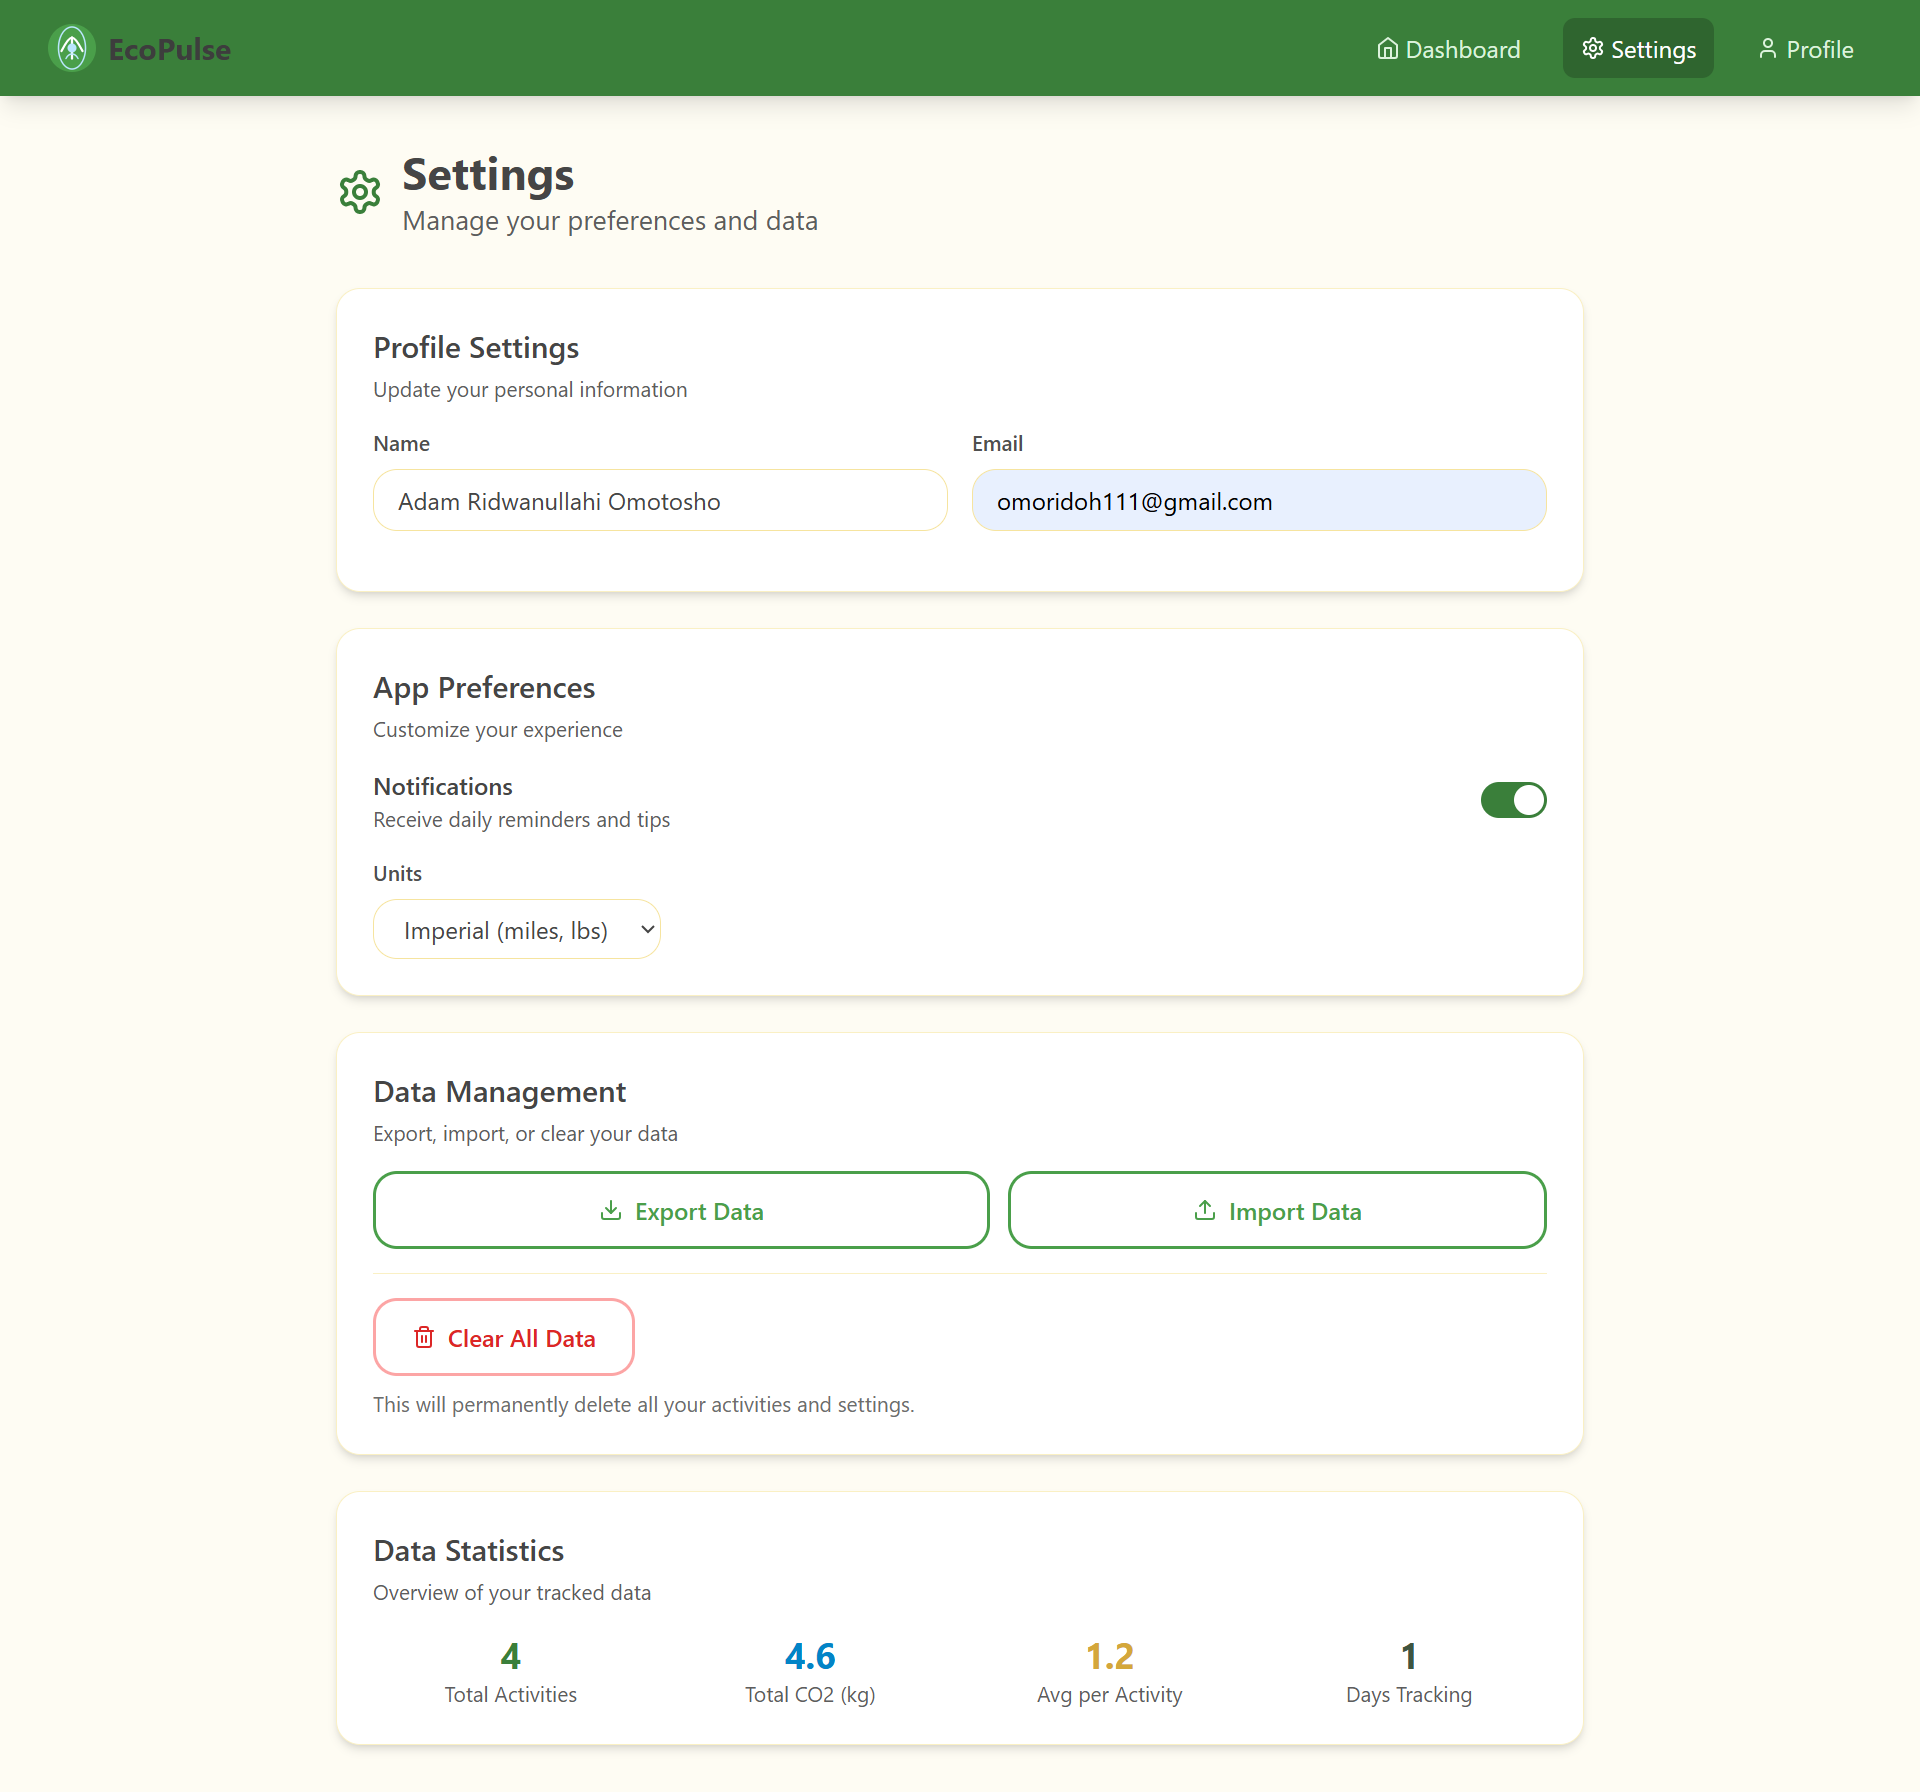 EcoPulse
Dashboard
Settings
Profile
Settings
Manage your preferences and data
Profile Settings
Update your personal information
Name
Email
Adam Ridwanullahi Omotosho
omoridoh111@gmail.com
App Preferences
Customize your experience
Notifications
Receive daily reminders and tips
Units
Imperial (miles, lbs)
Data Management
Export, import, or clear your data
Export Data
Import Data
Clear All Data
This will permanently delete all your activities and settings.
Data Statistics
Overview of your tracked data
4
Total Activities
4.6
Total CO2 (kg)
1.2
Avg per Activity
1
Days Tracking